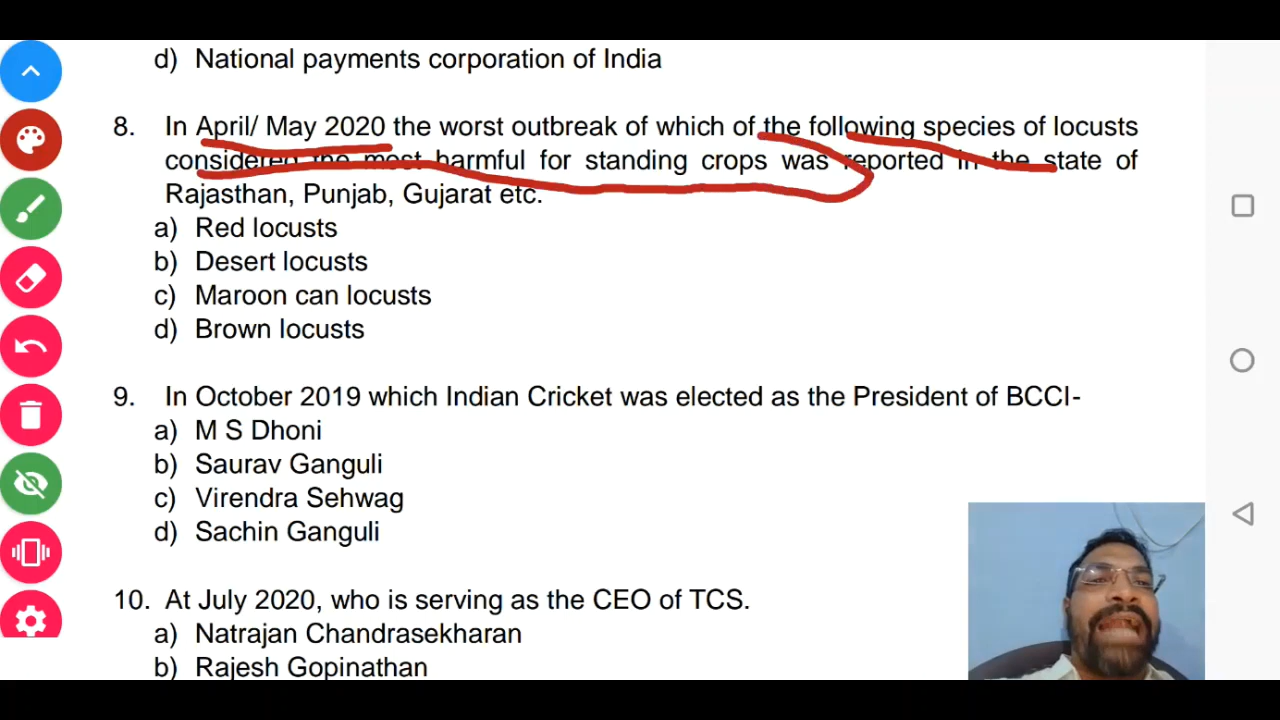 d) National payments corporation of India
8. In April/ May 2020 the worst outbreak of which of the following species of locusts
considered the most harmful for standing crops was reported in the state of
Rajasthan, Punjab, Gujarat etc.
a) Red locusts
b) Desert locusts
c) Maroon can locusts
d) Brown locusts
9. In October 2019 which Indian Cricket was elected as the President of BCCI-
a) M S Dhoni
b) Saurav Ganguli
c) Virendra Sehwag
d) Sachin Ganguli
10. At July 2020, who is serving as the CEO of TCS.
a) Natrajan Chandrasekharan
b) Rajesh Gopinathan